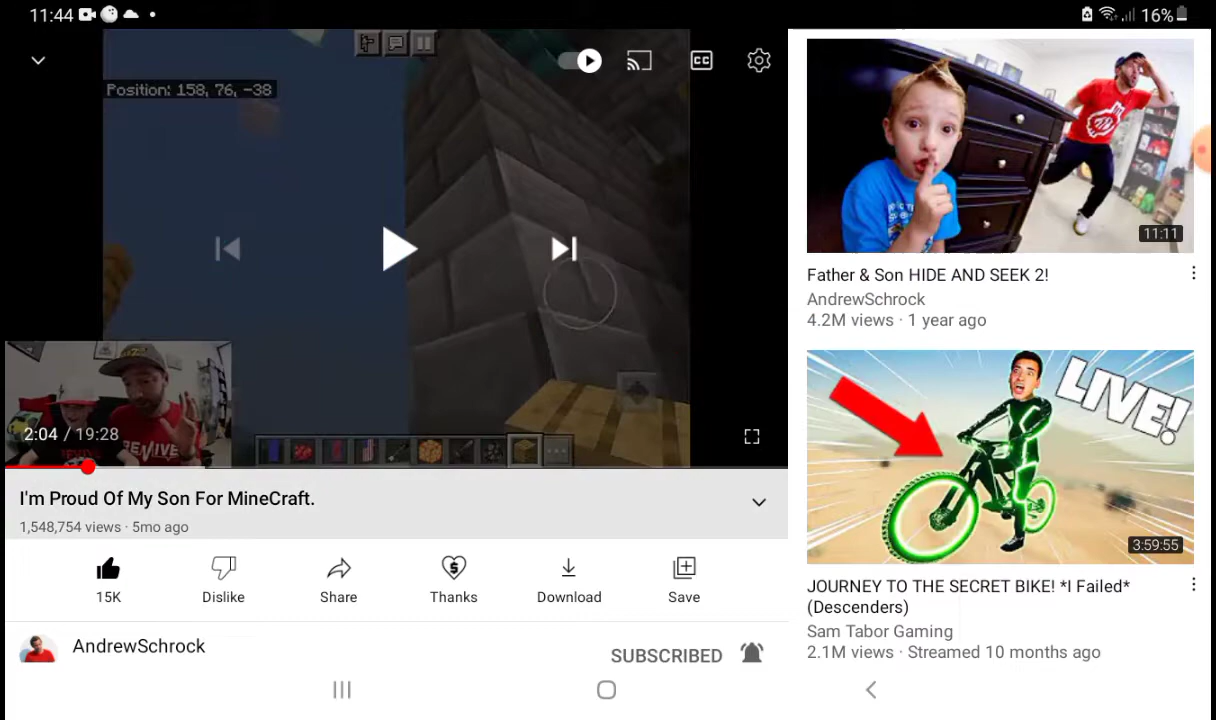 11:44
16%
Position: 158, 76, -38
CC
2:04 / 19:28
I'm Proud Of My Son For MineCraft.
1,548,754 views · 5mo ago
15K
Dislike
Share
Thanks
Download
Save
AndrewSchrock
SUBSCRIBED
11:11
Father & Son HIDE AND SEEK 2!
AndrewSchrock
4.2M views · 1 year ago
LIVE!
3:59:55
JOURNEY TO THE SECRET BIKE! *I Failed*
(Descenders)
Sam Tabor Gaming
2.1M views · Streamed 10 months ago